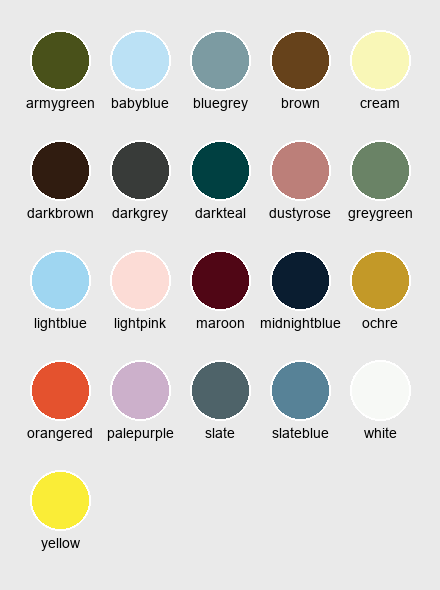 armygreen babyblue bluegrey brown cream
darkbrown darkgrey darkteal dustyrose greygreen
lightblue lightpink maroon midnightblue ochre
orangered palepurple slate slateblue white
yellow